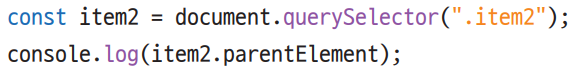 const item2 = document.querySelector(".item2");
console.log(item2.parentElement);